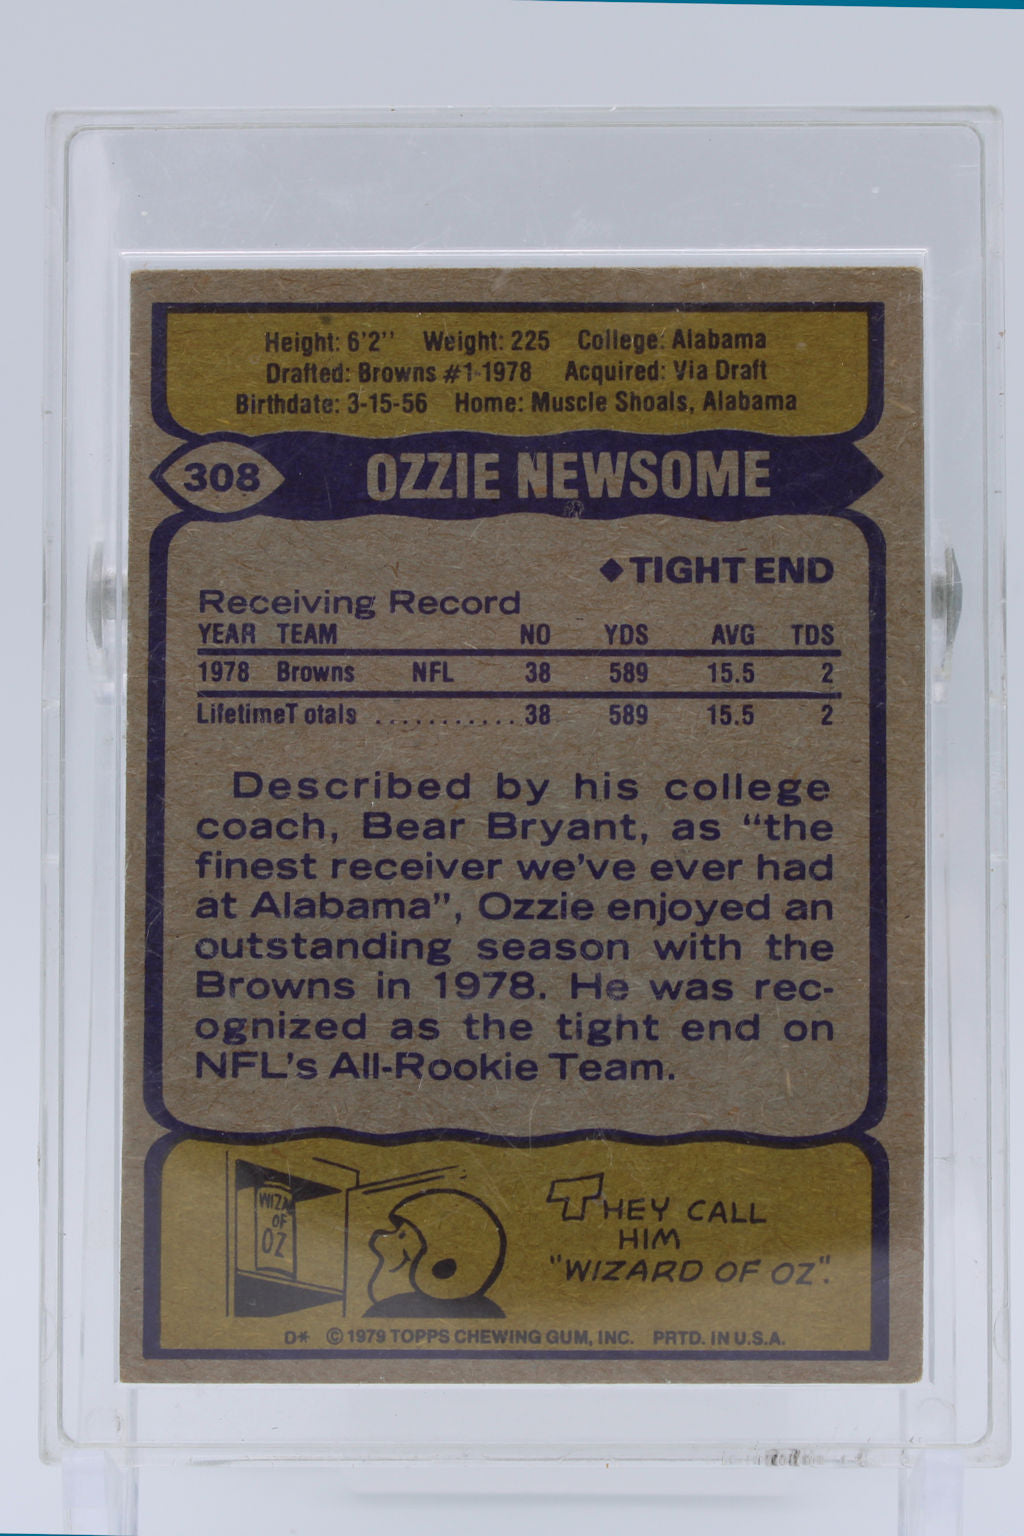 Height: 6'2'' Weight: 225 College: Alabama
Drafted: Browns #1-1978 Acquired: Via Draft
Birthdate: 3-15-56 Home: Muscle Shoals, Alabama
308 OZZIE NEWSOME
◆TIGHT END
Receiving Record
YEAR TEAM NO YDS AVG TDS
1978 Browns NFL 38 589 15.5 2
LifetimeT otals ........... 38 589 15.5 2
Described by his college
coach, Bear Bryant, as “the
finest receiver we've ever had
at Alabama”, Ozzie enjoyed an
outstanding season with the
Browns in 1978. He was rec-
ognized as the tight end on
NFL's All-Rookie Team.
WIZA
OF
OZ
THEY CALL
HIM
"WIZARD OF OZ".
D* © 1979 TOPPS CHEWING GUM, INC. PRTD. IN U.S.A.